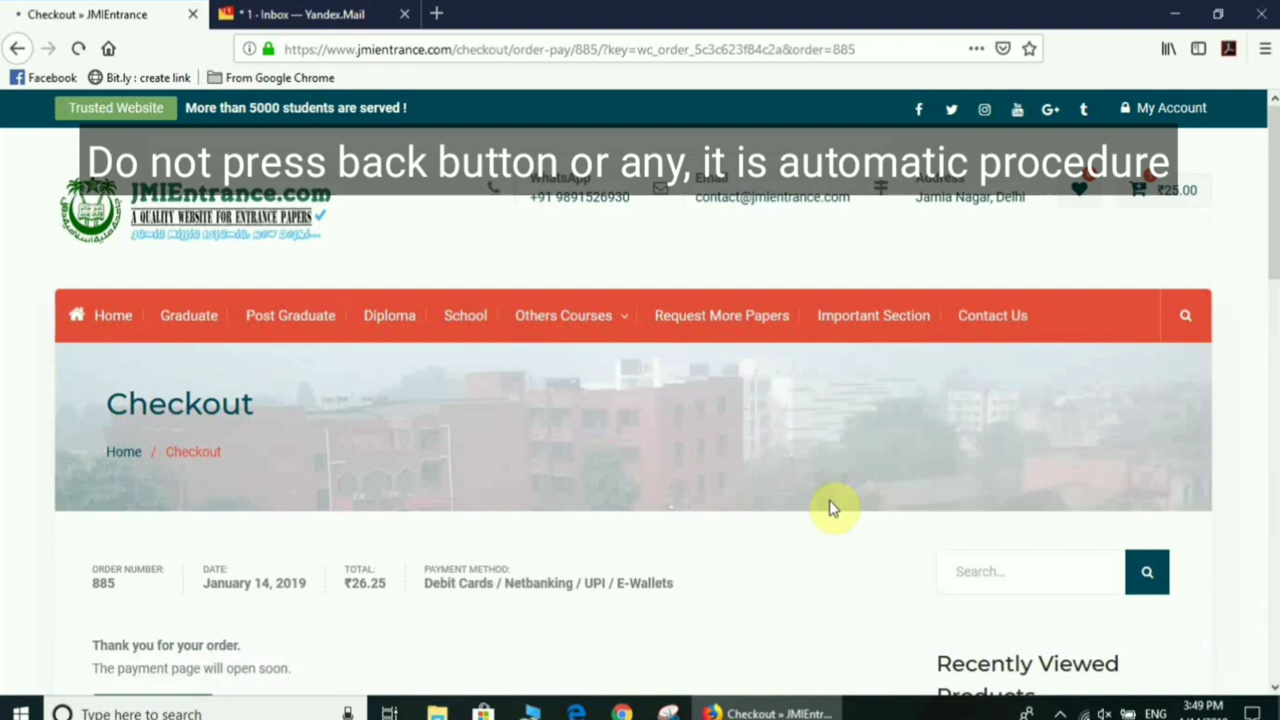 Checkout » JMIEntrance
* 1 · Inbox — Yandex.Mail
https://www.jmientrance.com/checkout/order-pay/885/?key=wc_order_5c3c623f84c2a&order=885
Facebook
Bit.ly : create link
From Google Chrome
Trusted Website
More than 5000 students are served !
My Account
Do not press back button or any, it is automatic procedure
JMIEntrance.com
A QUALITY WEBSITE FOR ENTRANCE PAPERS
WhatsApp
+91 9891526930
Email
contact@jmientrance.com
Address
Jamia Nagar, Delhi
₹25.00
Home
Graduate
Post Graduate
Diploma
School
Others Courses
Request More Papers
Important Section
Contact Us
Checkout
Home / Checkout
ORDER NUMBER:
885
DATE:
January 14, 2019
TOTAL:
₹26.25
PAYMENT METHOD:
Debit Cards / Netbanking / UPI / E-Wallets
Search...
Thank you for your order.
The payment page will open soon.
Recently Viewed
Products
Type here to search
Checkout » JMIEntr...
ENG
3:49 PM